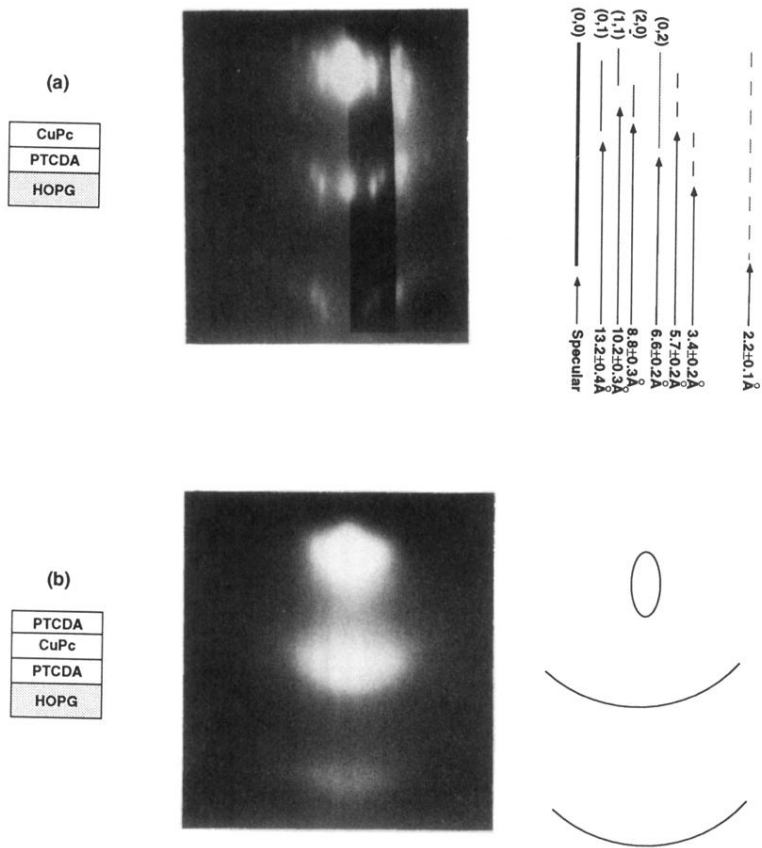 (a)
CuPc
PTCDA
HOPG
(0,0)
(0,1)
(1,1)
(2,0)
(0,2)
Specular
13.2±0.4Å
10.2±0.3Å
8.8±0.3Å
6.6±0.2Å
5.7±0.2Å
3.4±0.2Å
2.2±0.1Å
(b)
PTCDA
CuPc
PTCDA
HOPG